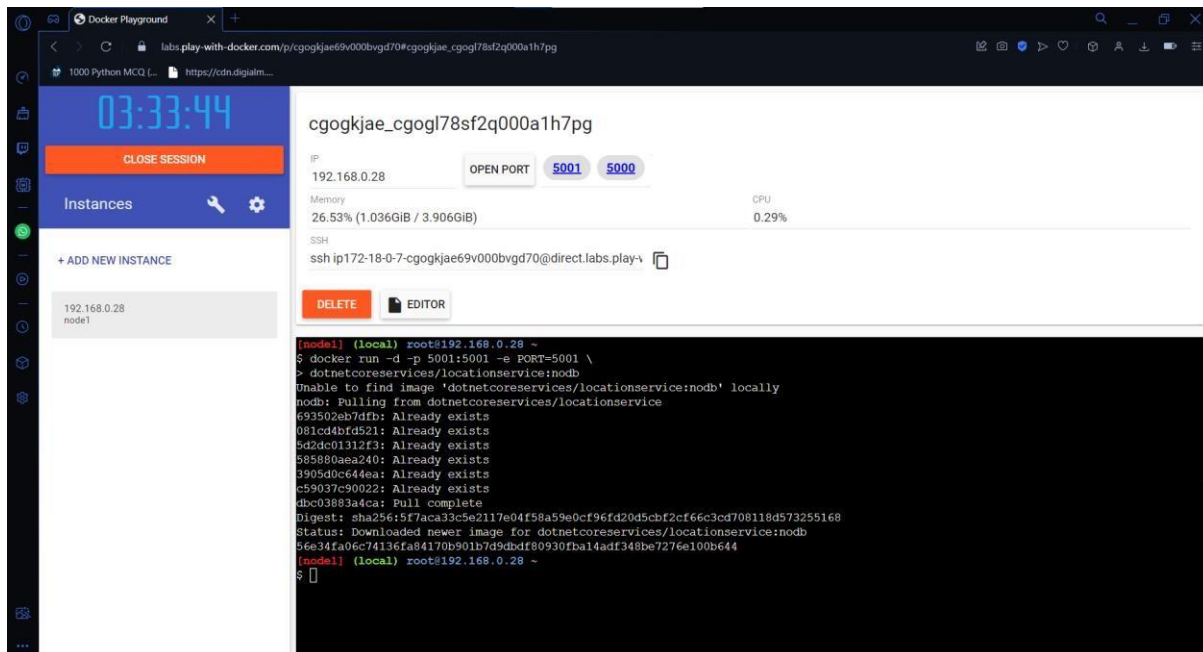 Docker Playground
labs.play-with-docker.com/p/cgogkjae69v000bvgd70#cgogkjae_cgogl78sf2q000a1h7pg
1000 Python MCQ (... https://cdn.digialm....
03:33:44
CLOSE SESSION
Instances
+ ADD NEW INSTANCE
192.168.0.28
node1
cgogkjae_cgogl78sf2q000a1h7pg
IP
192.168.0.28
OPEN PORT 5001 5000
Memory
26.53% (1.036GiB / 3.906GiB)
CPU
0.29%
SSH
ssh ip172-18-0-7-cgogkjae69v000bvgd70@direct.labs.play-v
DELETE EDITOR
[node1] (local) root@192.168.0.28 ~
$ docker run -d -p 5001:5001 -e PORT=5001 \
> dotnetcoreservices/locationservice:nodb
Unable to find image 'dotnetcoreservices/locationservice:nodb' locally
nodb: Pulling from dotnetcoreservices/locationservice
693502eb7dfb: Already exists
081cd4bfd521: Already exists
5d2dc01312f3: Already exists
585880aea240: Already exists
3905d0c644ea: Already exists
c59037c90022: Already exists
dbc03883a4ca: Pull complete
Digest: sha256:5f7aca33c5e2117e04f58a59e0cf96fd20d5cbf2cf66c3cd708118d573255168
Status: Downloaded newer image for dotnetcoreservices/locationservice:nodb
56e34fa06c74136fa84170b901b7d9dbdf80930fba14adf348be7276e100b644
[node1] (local) root@192.168.0.28 ~
$